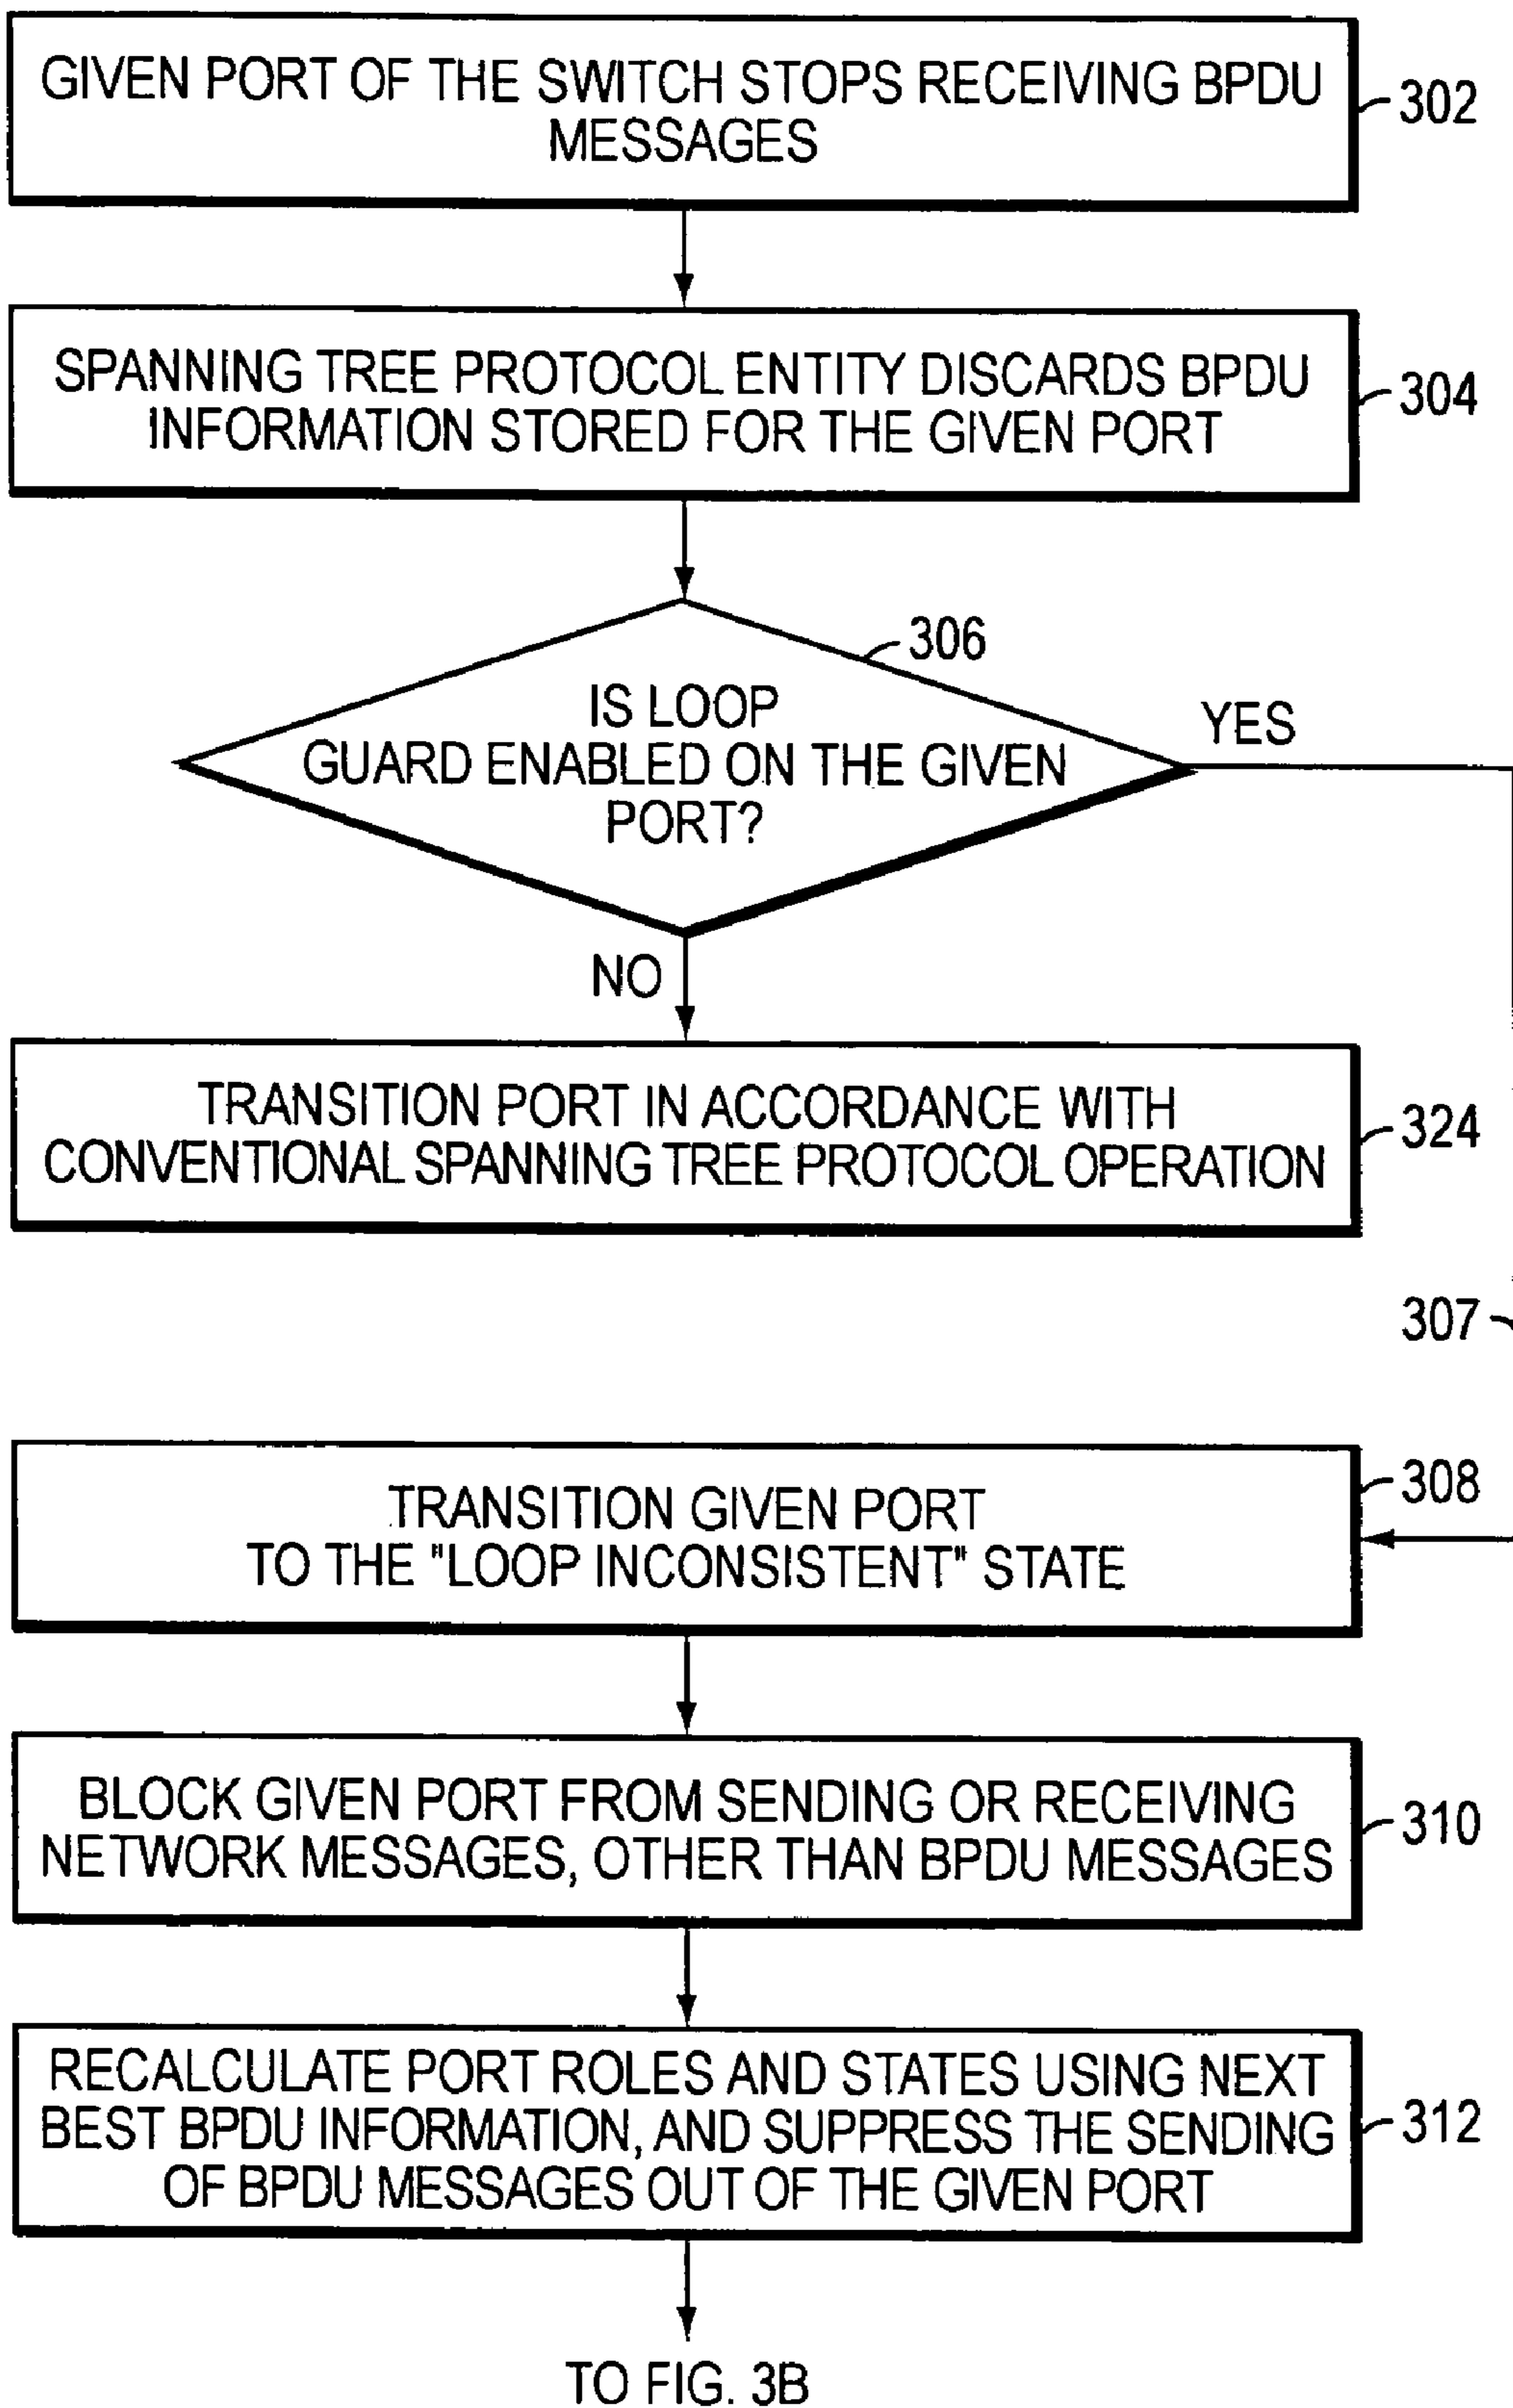 GIVEN PORT OF THE SWITCH STOPS RECEIVING BPDU
MESSAGES
302
SPANNING TREE PROTOCOL ENTITY DISCARDS BPDU
INFORMATION STORED FOR THE GIVEN PORT
304
306
IS LOOP
GUARD ENABLED ON THE GIVEN
PORT?
YES
NO
TRANSITION PORT IN ACCORDANCE WITH
CONVENTIONAL SPANNING TREE PROTOCOL OPERATION
324
307
TRANSITION GIVEN PORT
TO THE "LOOP INCONSISTENT" STATE
308
BLOCK GIVEN PORT FROM SENDING OR RECEIVING
NETWORK MESSAGES, OTHER THAN BPDU MESSAGES
310
RECALCULATE PORT ROLES AND STATES USING NEXT
BEST BPDU INFORMATION, AND SUPPRESS THE SENDING
OF BPDU MESSAGES OUT OF THE GIVEN PORT
312
TO FIG. 3B